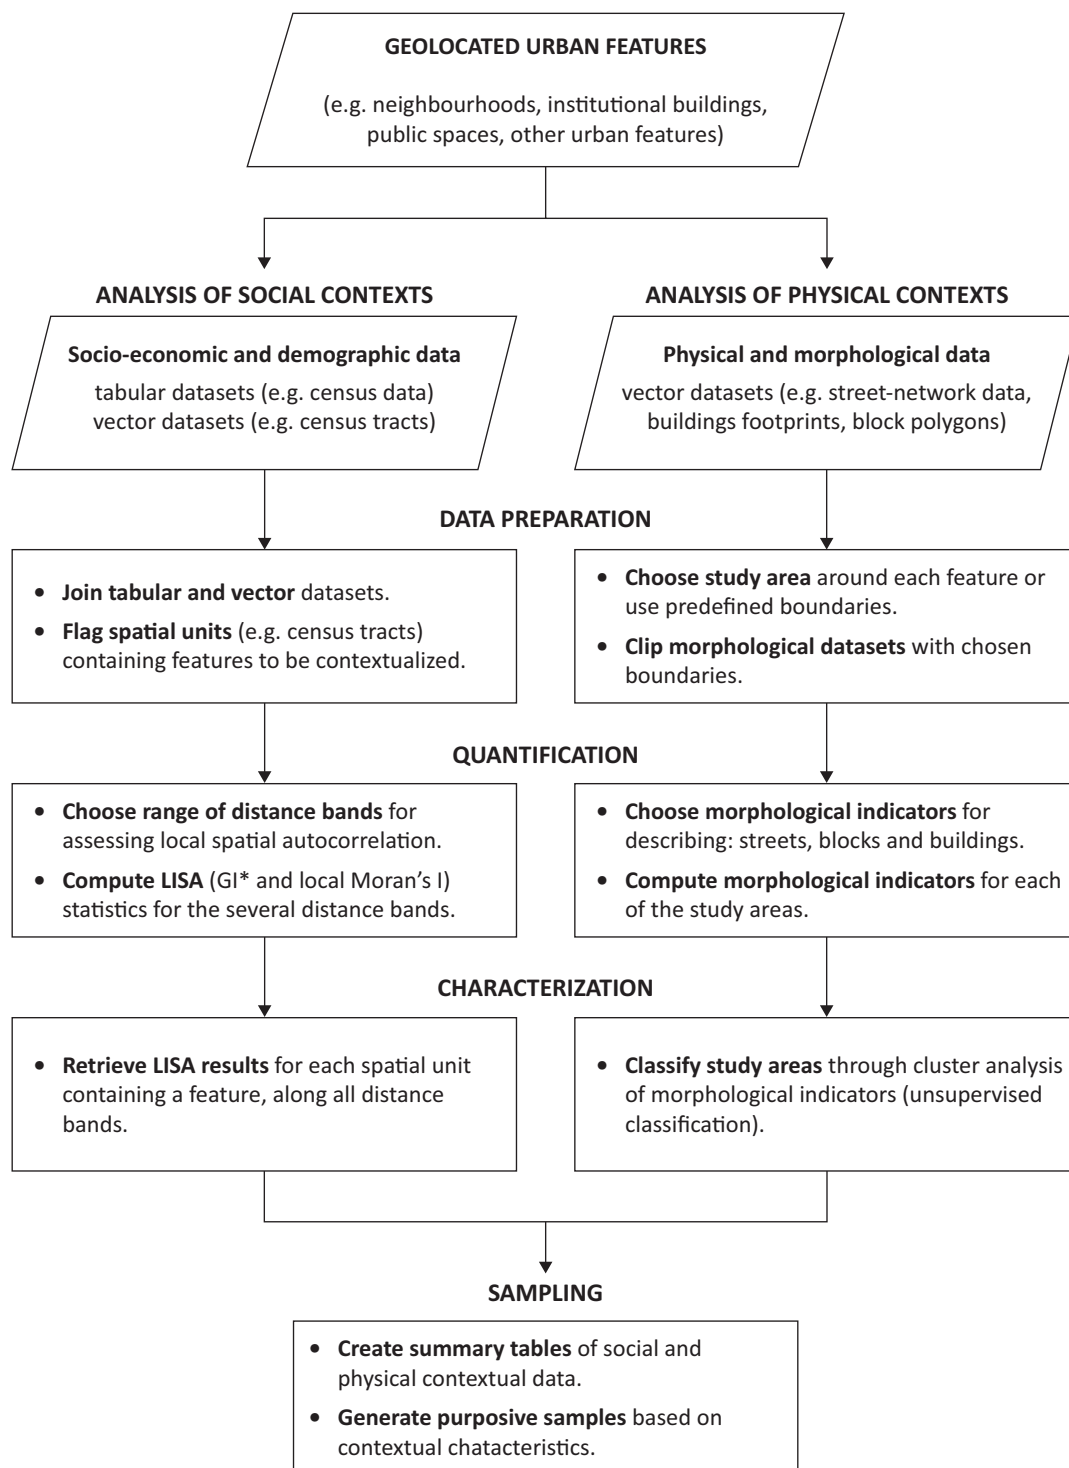 GEOLOCATED URBAN FEATURES
(e.g. neighbourhoods, institutional buildings,
public spaces, other urban features)
ANALYSIS OF SOCIAL CONTEXTS
Socio-economic and demographic data
tabular datasets (e.g. census data)
vector datasets (e.g. census tracts)
ANALYSIS OF PHYSICAL CONTEXTS
Physical and morphological data
vector datasets (e.g. street-network data,
buildings footprints, block polygons)
DATA PREPARATION
• Join tabular and vector datasets.
• Flag spatial units (e.g. census tracts)
containing features to be contextualized.
• Choose study area around each feature or
use predefined boundaries.
• Clip morphological datasets with chosen
boundaries.
QUANTIFICATION
• Choose range of distance bands for
assessing local spatial autocorrelation.
• Compute LISA (GI* and local Moran’s I)
statistics for the several distance bands.
• Choose morphological indicators for
describing: streets, blocks and buildings.
• Compute morphological indicators for each
of the study areas.
CHARACTERIZATION
• Retrieve LISA results for each spatial unit
containing a feature, along all distance
bands.
• Classify study areas through cluster analysis
of morphological indicators (unsupervised
classification).
SAMPLING
• Create summary tables of social and
physical contextual data.
• Generate purposive samples based on
contextual chatacteristics.